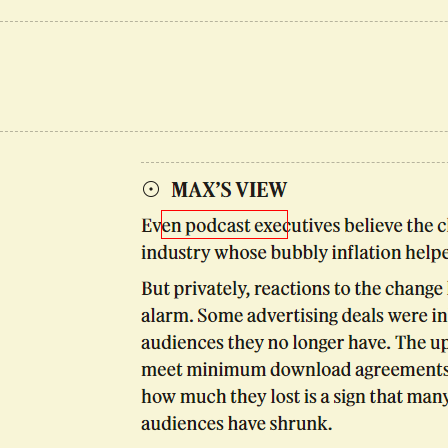 MAX'S VIEW
Even podcast executives believe the
industry whose bubbly inflation
But privately, reactions to the change
alarm. Some advertising deals were in
audiences they no longer have. The
meet minimum download agreements
how much they lost is a sign that many
audiences have shrunk.